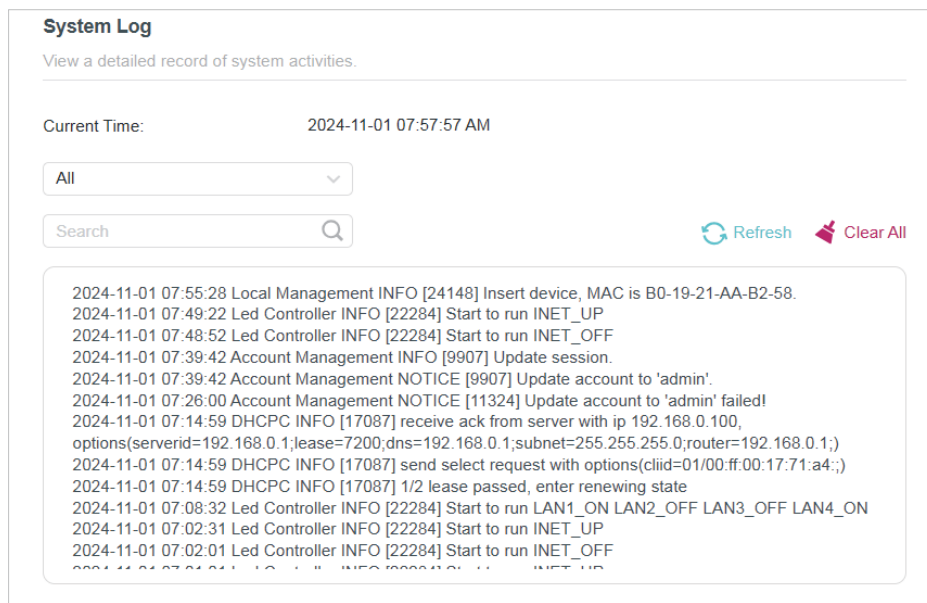 System Log
View a detailed record of system activities.
Current Time: 2024-11-01 07:57:57 AM
All
Search
Refresh Clear All
2024-11-01 07:55:28 Local Management INFO [24148] Insert device, MAC is B0-19-21-AA-B2-58.
2024-11-01 07:49:22 Led Controller INFO [22284] Start to run INET_UP
2024-11-01 07:48:52 Led Controller INFO [22284] Start to run INET_OFF
2024-11-01 07:39:42 Account Management INFO [9907] Update session.
2024-11-01 07:39:42 Account Management NOTICE [9907] Update account to 'admin'.
2024-11-01 07:26:00 Account Management NOTICE [11324] Update account to 'admin' failed!
2024-11-01 07:14:59 DHCPC INFO [17087] receive ack from server with ip 192.168.0.100,
options(serverid=192.168.0.1;lease=7200;dns=192.168.0.1;subnet=255.255.255.0;router=192.168.0.1;)
2024-11-01 07:14:59 DHCPC INFO [17087] send select request with options(cliid=01/00:ff:00:17:71:a4:;)
2024-11-01 07:14:59 DHCPC INFO [17087] 1/2 lease passed, enter renewing state
2024-11-01 07:08:32 Led Controller INFO [22284] Start to run LAN1_ON LAN2_OFF LAN3_OFF LAN4_ON
2024-11-01 07:02:31 Led Controller INFO [22284] Start to run INET_UP
2024-11-01 07:02:01 Led Controller INFO [22284] Start to run INET_OFF